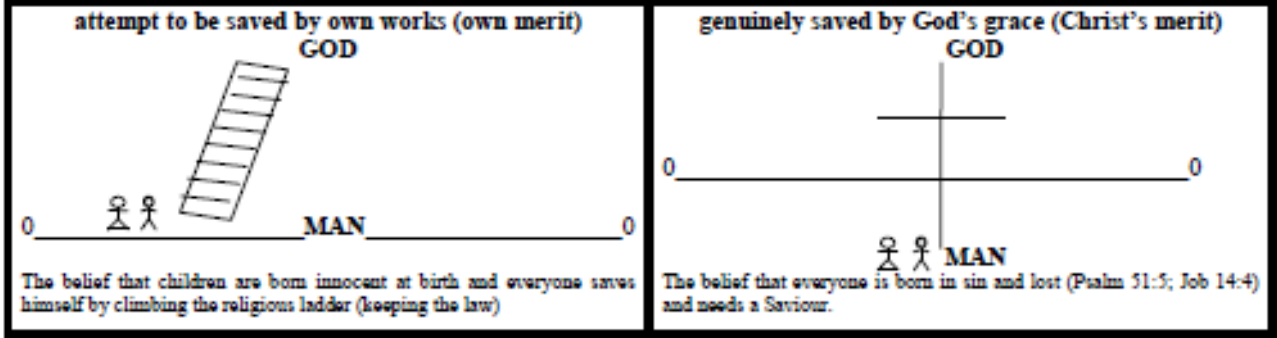 attempt to be saved by own works (own merit)
GOD
0 MAN 0
The belief that children are born innocent at birth and everyone saves
himself by climbing the religious ladder (keeping the law)
genuinely saved by God's grace (Christ's merit)
GOD
0 0
MAN
The belief that everyone is born in sin and lost (Psalm 51:5; Job 14:4)
and needs a Saviour.